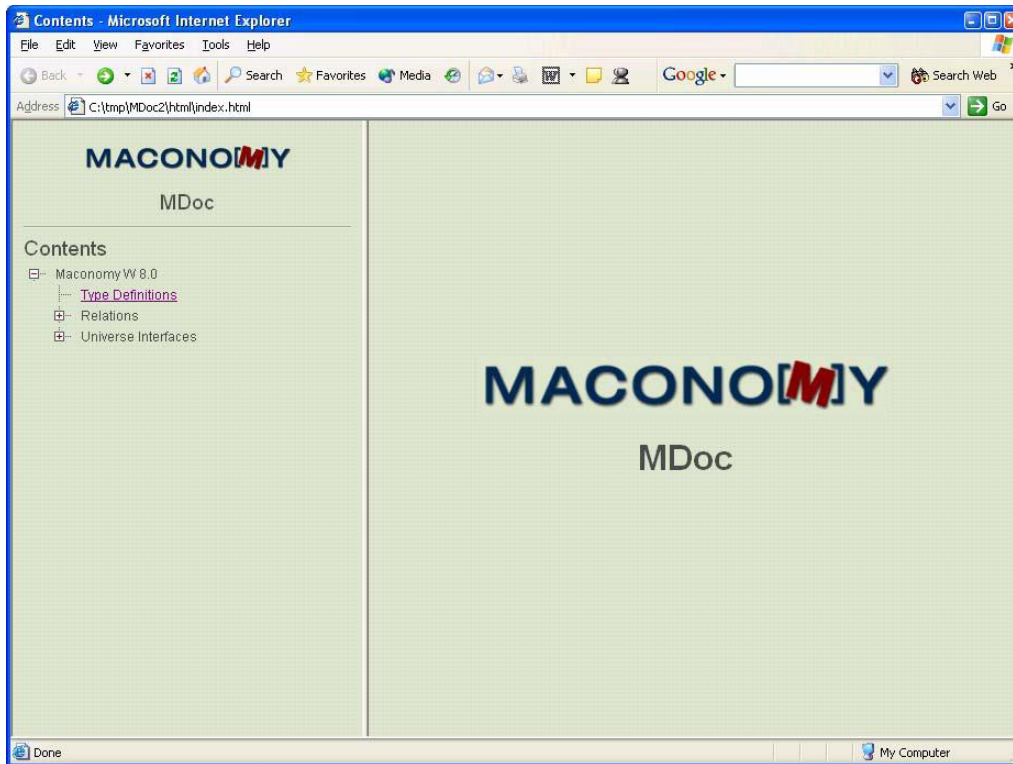 Contents - Microsoft Internet Explorer
File Edit View Favorites Tools Help
Back Search Favorites Media Google Search Web
Address C:\tmp\MDoc2\html\index.html Go
MACONO[M]Y
MDoc
Contents
Maconomy W 8.0
Type Definitions
Relations
Universe Interfaces
MACONO[M]Y
MDoc
Done My Computer